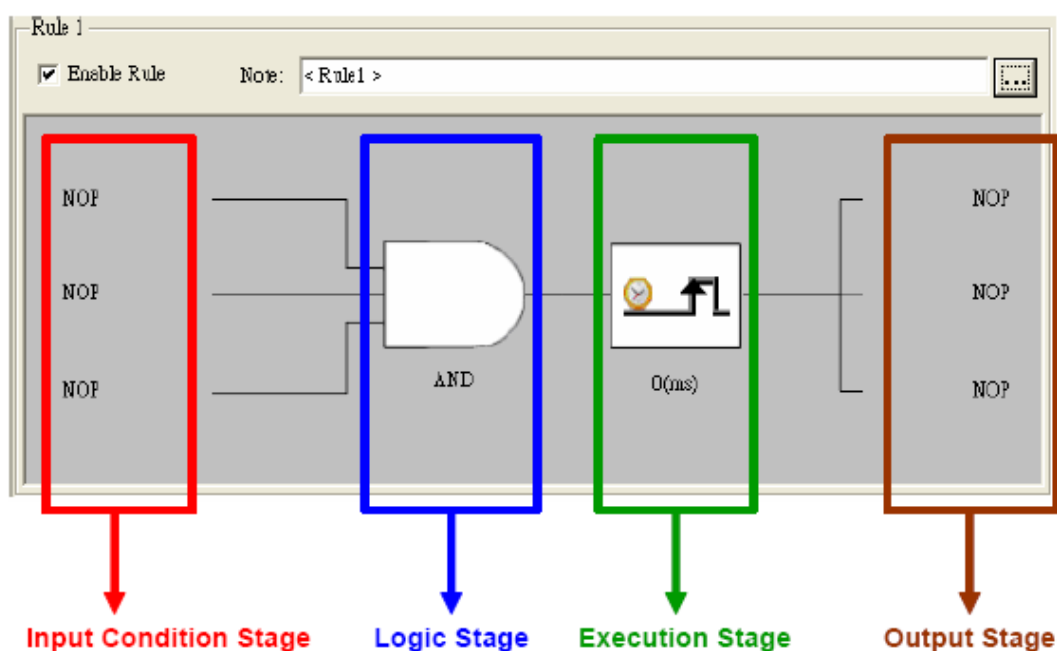 Rule 1
Enable Rule Note: < Rule1 > ...
NOP NOP
NOP NOP
NOP NOP
AND 0(ms)
Input Condition Stage Logic Stage Execution Stage Output Stage